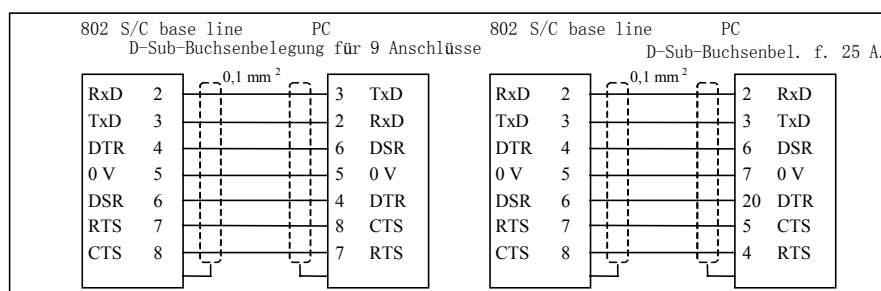 802 S/C base line PC
D-Sub-Buchsenbelegung für 9 Anschlüsse
0,1 mm 2
RxD 2 3 TxD
TxD 3 2 RxD
DTR 4 6 DSR
0 V 5 5 0 V
DSR 6 4 DTR
RTS 7 8 CTS
CTS 8 7 RTS
802 S/C base line PC
D-Sub-Buchsenbel. f. 25 A.
0,1 mm 2
RxD 2 2 RxD
TxD 3 3 TxD
DTR 4 6 DSR
0 V 5 7 0 V
DSR 6 20 DTR
RTS 7 5 CTS
CTS 8 4 RTS